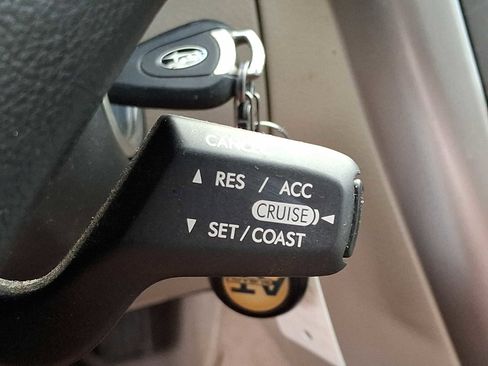 CANCEL
▲ RES / ACC
CRUISE ◄
▼ SET/COAST